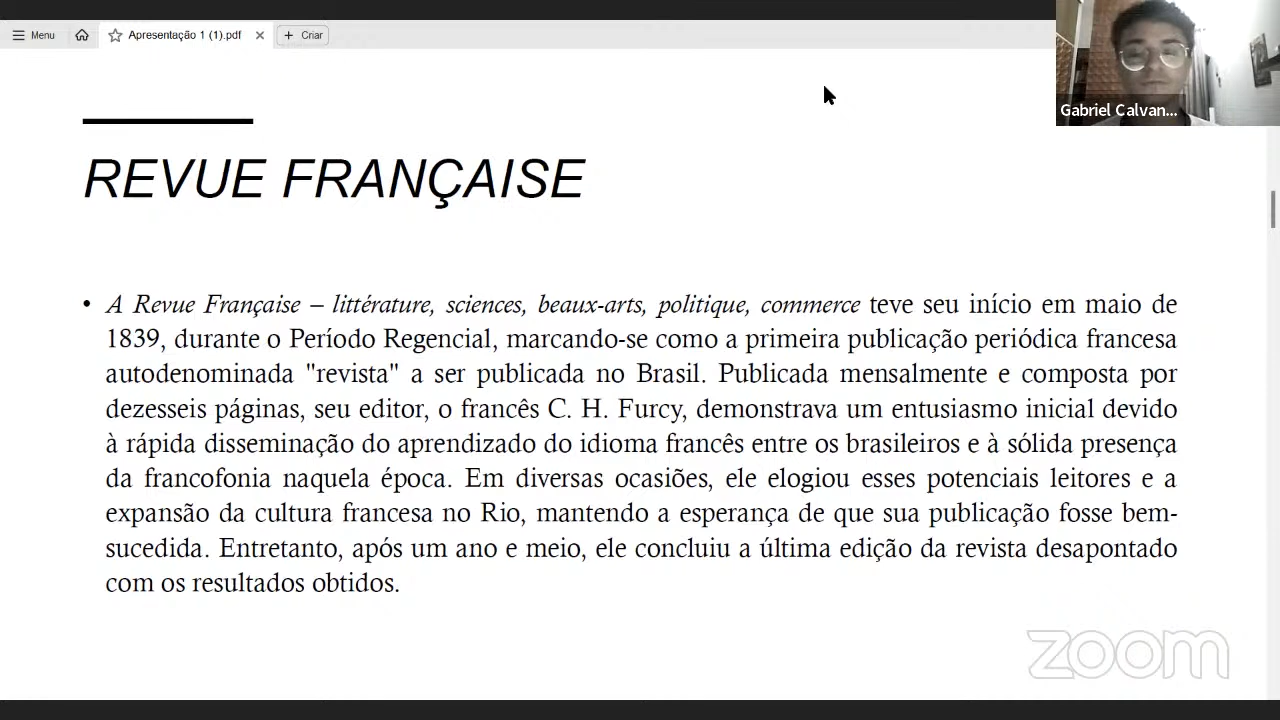 Menu
Apresentação 1 (1).pdf
Criar
Gabriel Calvan...
REVUE FRANÇAISE
• A Revue Française – littérature, sciences, beaux-arts, politique, commerce teve seu início em maio de
1839, durante o Período Regencial, marcando-se como a primeira publicação periódica francesa
autodenominada "revista" a ser publicada no Brasil. Publicada mensalmente e composta por
dezesseis páginas, seu editor, o francês C. H. Furcy, demonstrava um entusiasmo inicial devido
à rápida disseminação do aprendizado do idioma francês entre os brasileiros e à sólida presença
da francofonia naquela época. Em diversas ocasiões, ele elogiou esses potenciais leitores e a
expansão da cultura francesa no Rio, mantendo a esperança de que sua publicação fosse bem-
sucedida. Entretanto, após um ano e meio, ele concluiu a última edição da revista desapontado
com os resultados obtidos.
zoom